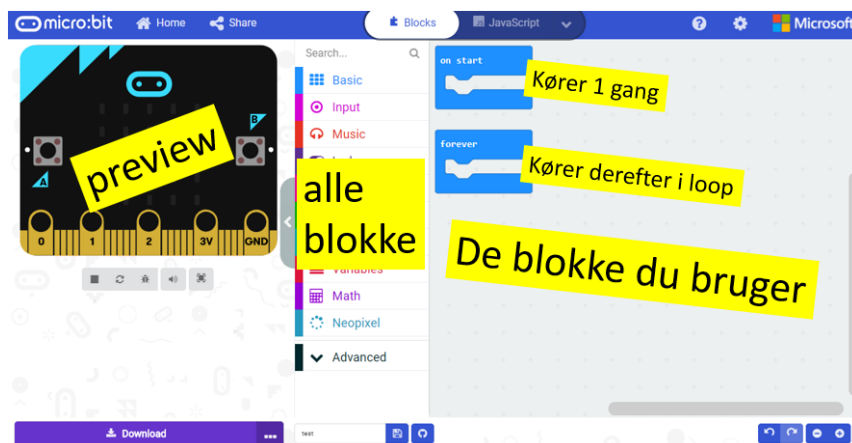 micro:bit
Home
Share
Blocks
JavaScript
Microsoft
B
A
preview
0
1
2
3V
GND
Download
Search...
Basic
Input
Music
alle
blokke
Variables
Math
Neopixel
Advanced
test
on start
Kører 1 gang
forever
Kører derefter i loop
De blokke du bruger